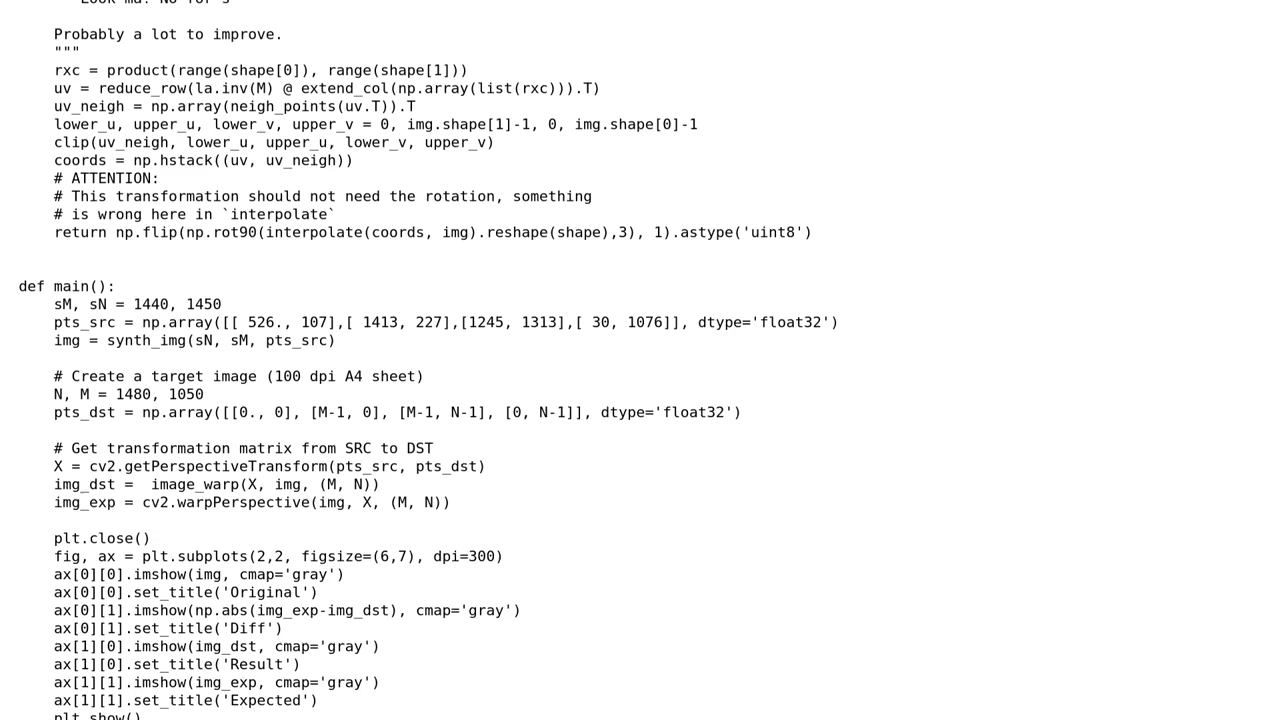 Look ma! No for's
Probably a lot to improve.
"""
rxc = product(range(shape[0]), range(shape[1]))
uv = reduce_row(la.inv(M) @ extend_col(np.array(list(rxc))).T)
uv_neigh = np.array(neigh_points(uv.T)).T
lower_u, upper_u, lower_v, upper_v = 0, img.shape[1]-1, 0, img.shape[0]-1
clip(uv_neigh, lower_u, upper_u, lower_v, upper_v)
coords = np.hstack((uv, uv_neigh))
# ATTENTION:
# This transformation should not need the rotation, something
# is wrong here in `interpolate`
return np.flip(np.rot90(interpolate(coords, img).reshape(shape),3), 1).astype('uint8')
def main():
sM, sN = 1440, 1450
pts_src = np.array([[ 526., 107],[ 1413, 227],[1245, 1313],[ 30, 1076]], dtype='float32')
img = synth_img(sN, sM, pts_src)
# Create a target image (100 dpi A4 sheet)
N, M = 1480, 1050
pts_dst = np.array([[0., 0], [M-1, 0], [M-1, N-1], [0, N-1]], dtype='float32')
# Get transformation matrix from SRC to DST
X = cv2.getPerspectiveTransform(pts_src, pts_dst)
img_dst =  image_warp(X, img, (M, N))
img_exp = cv2.warpPerspective(img, X, (M, N))
plt.close()
fig, ax = plt.subplots(2,2, figsize=(6,7), dpi=300)
ax[0][0].imshow(img, cmap='gray')
ax[0][0].set_title('Original')
ax[0][1].imshow(np.abs(img_exp-img_dst), cmap='gray')
ax[0][1].set_title('Diff')
ax[1][0].imshow(img_dst, cmap='gray')
ax[1][0].set_title('Result')
ax[1][1].imshow(img_exp, cmap='gray')
ax[1][1].set_title('Expected')
plt.show()